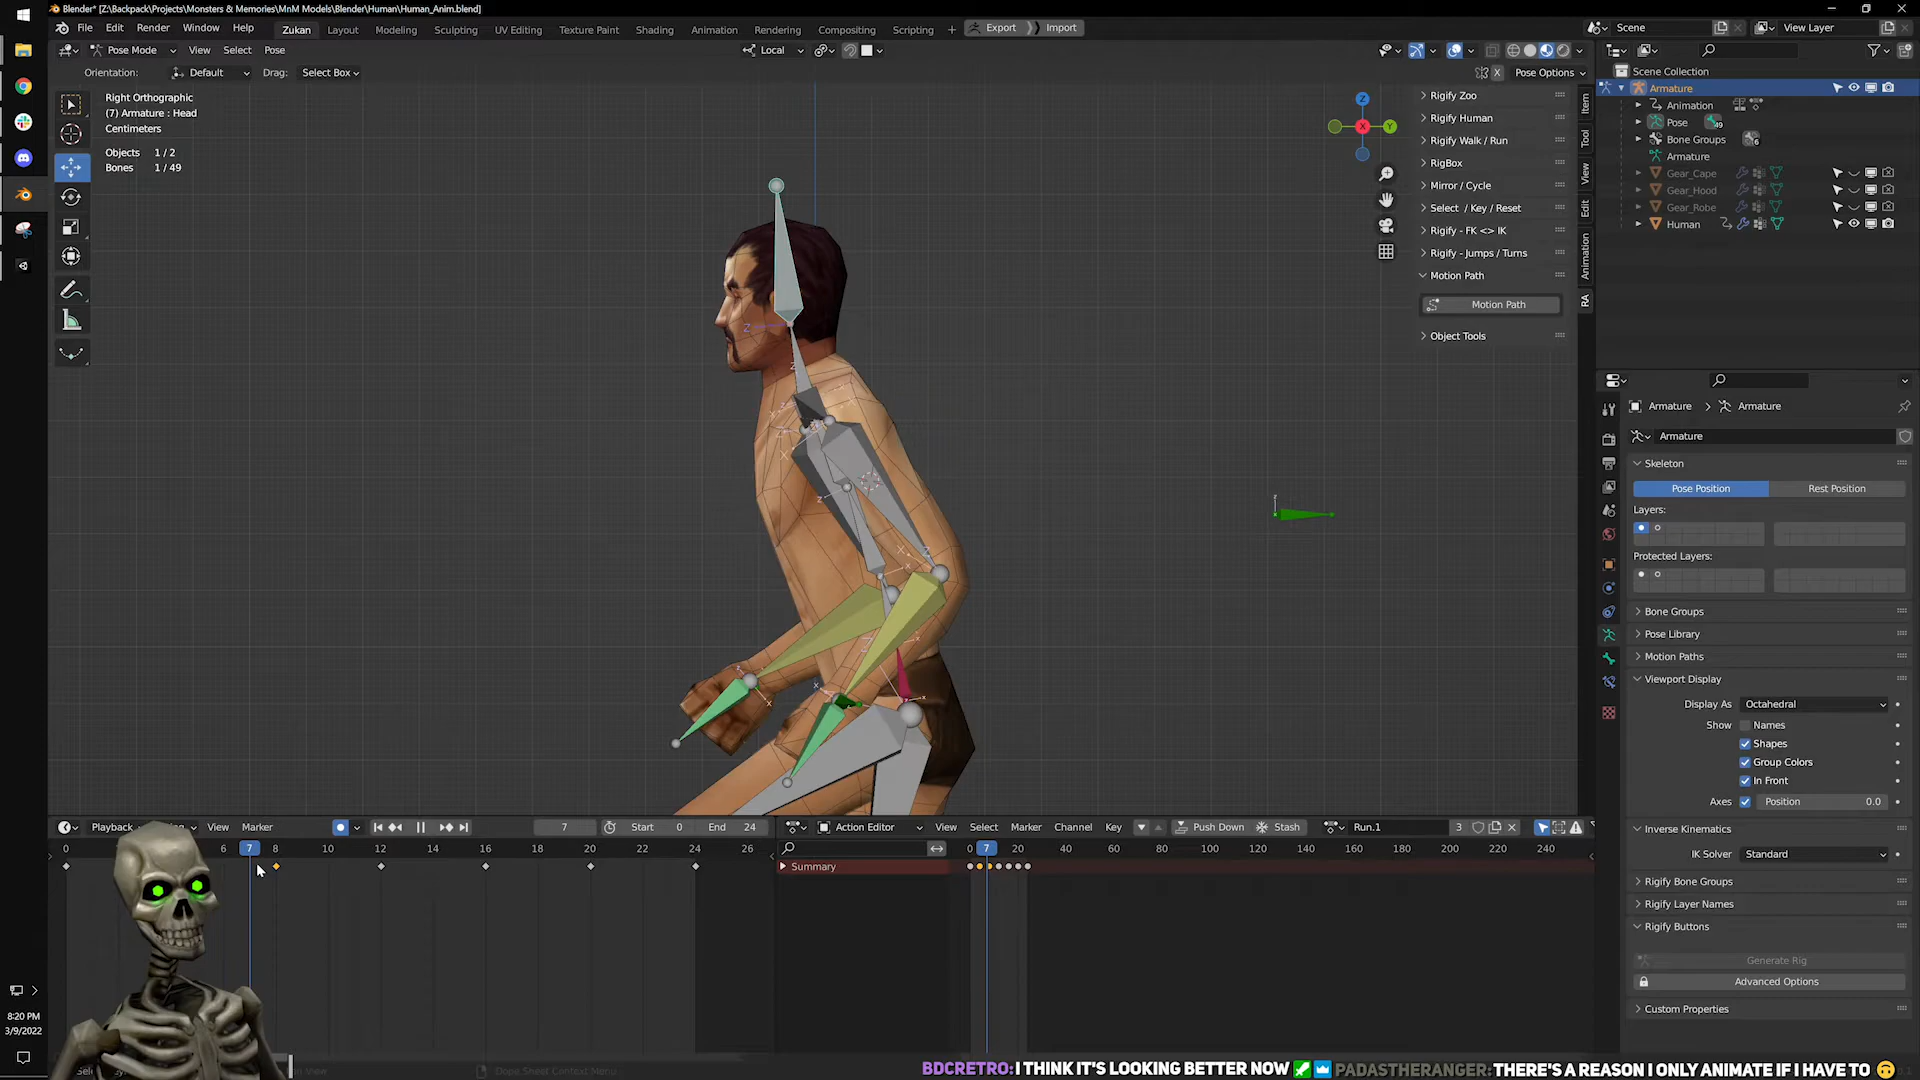 Blender* [Z:\Backpack\Projects\Monsters & Memories\MnM Models\Blender\Human\Human_Anim.blend]
File Edit Render Window Help Zukan Layout Modeling Sculpting UV Editing Texture Paint Shading Animation Rendering Compositing Scripting + Export Import Scene View Layer
Pose Mode View Select Pose Local
Orientation: Default Drag: Select Box X Pose Options
Right Orthographic
(7) Armature : Head
Centimeters
Objects 1 / 2
Bones 1 / 49
Z
Y
X
Rigify Zoo
Rigify Human
Rigify Walk / Run
RigBox
Mirror / Cycle
Select / Key / Reset
Rigify - FK <> IK
Rigify - Jumps / Turns
Motion Path
Motion Path
Object Tools
Item
Tool
View
Edit
Animation
RA
Scene Collection
Armature
Animation
Pose 49
Bone Groups 6
Armature
Gear_Cape
Gear_Hood
Gear_Robe
Human
Armature > Armature
Armature
Skeleton
Pose Position Rest Position
Layers:
Protected Layers:
Bone Groups
Pose Library
Motion Paths
Viewport Display
Display As Octahedral
Show Names
Shapes
Group Colors
In Front
Axes Position 0.0
Inverse Kinematics
IK Solver Standard
Rigify Bone Groups
Rigify Layer Names
Rigify Buttons
Generate Rig
Advanced Options
Custom Properties
Playback View Marker 7 Start 0 End 24
6 7 8 10 12 14 16 18 20 22 24 26
Action Editor View Select Marker Channel Key Push Down Stash Run.1 3
0 7 20 40 60 80 100 120 140 160 180 200 220 240
Summary
8:20 PM
3/9/2022
Dope Sheet Context Menu
BDCRETRO: I THINK IT'S LOOKING BETTER NOW PADASTHERANGER: THERE'S A REASON I ONLY ANIMATE IF I HAVE TO